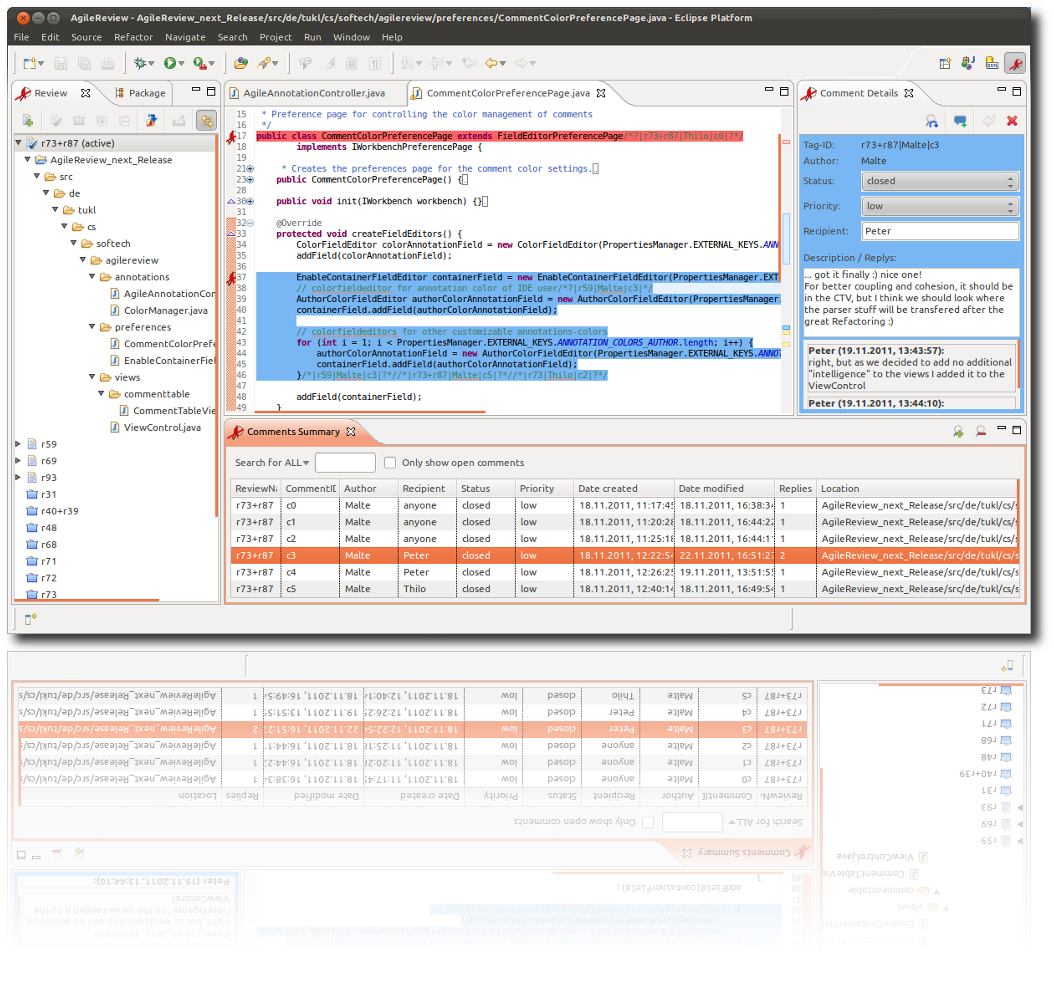 AgileReview - AgileReview_next_Release/src/de/tukl/cs/softech/agilereview/preferences/CommentColorPreferencePage.java - Eclipse Platform
File Edit Source Refactor Navigate Search Project Run Window Help
Review Package
r73+r87 (active)
AgileReview_next_Release
src
de
tukl
cs
softech
agilereview
annotations
AgileAnnotationCon
ColorManager.java
preferences
CommentColorPrefe
EnableContainerFiel
views
commenttable
CommentTableVie
ViewControl.java
r59
r69
r93
r31
r40+r39
r48
r68
r71
r72
r73
AgileAnnotationController.java CommentColorPreferencePage.java
15 * Preference page for controlling the color management of comments
16 */
17 public class CommentColorPreferencePage extends FieldEditorPreferencePage/*?|r73+r87|Thilo|c0|?*/
18 implements IWorkbenchPreferencePage {
19
21 * Creates the preferences page for the comment color settings.
23 public CommentColorPreferencePage() {
28
30 public void init(IWorkbench workbench) {}
31
32 @Override
33 protected void createFieldEditors() {
34 ColorFieldEditor colorAnnotationField = new ColorFieldEditor(PropertiesManager.EXTERNAL_KEYS.ANN
35 addField(colorAnnotationField);
36
37 EnableContainerFieldEditor containerField = new EnableContainerFieldEditor(PropertiesManager.EXT
38 // colorfieldeditor for annotation color of IDE user/*?|r59|Malte|c3|*/
39 AuthorColorFieldEditor authorColorAnnotationField = new AuthorColorFieldEditor(PropertiesManager.
40 containerField.addField(authorColorAnnotationField);
41
42 // colorfieldeditors for other customizable annotations-colors
43 for (int i = 1; i < PropertiesManager.EXTERNAL_KEYS.ANNOTATION_COLORS_AUTHOR.length; i++) {
44 authorColorAnnotationField = new AuthorColorFieldEditor(PropertiesManager.EXTERNAL_KEYS.ANNOT
45 containerField.addField(authorColorAnnotationField);
46 }/*|r59|Malte|c3|?*//*|r73+r87|Malte|c5|?*//*|r73|Thilo|c2|?*/
47
48 addField(containerField);
49 }
Comment Details
Tag-ID: r73+r87|Malte|c3
Author: Malte
Status: closed
Priority: low
Recipient: Peter
Description / Replys:
... got it finally :) nice one!
For better coupling and cohesion, it should be
in the CTV, but I think we should look where
the parser stuff will be transfered after the
great Refactoring :)
Peter (19.11.2011, 13:43:57):
right, but as we decided to add no additional
"intelligence" to the views I added it to the
ViewControl
Peter (19.11.2011, 13:44:10):
Comments Summary
Search for ALL Only show open comments
ReviewNa CommentID Author Recipient Status Priority Date created Date modified Replies Location
r73+r87 c0 Malte anyone closed low 18.11.2011, 11:17:45 18.11.2011, 16:38:34 1 AgileReview_next_Release/src/de/tukl/cs/s
r73+r87 c1 Malte anyone closed low 18.11.2011, 11:20:28 18.11.2011, 16:44:22 1 AgileReview_next_Release/src/de/tukl/cs/s
r73+r87 c2 Malte anyone closed low 18.11.2011, 11:25:18 18.11.2011, 16:44:11 1 AgileReview_next_Release/src/de/tukl/cs/s
r73+r87 c3 Malte Peter closed low 18.11.2011, 12:22:54 22.11.2011, 16:51:27 2 AgileReview_next_Release/src/de/tukl/cs/s
r73+r87 c4 Malte Peter closed low 18.11.2011, 12:26:25 19.11.2011, 13:51:55 1 AgileReview_next_Release/src/de/tukl/cs/s
r73+r87 c5 Malte Thilo closed low 18.11.2011, 12:40:14 18.11.2011, 16:49:54 1 AgileReview_next_Release/src/de/tukl/cs/s